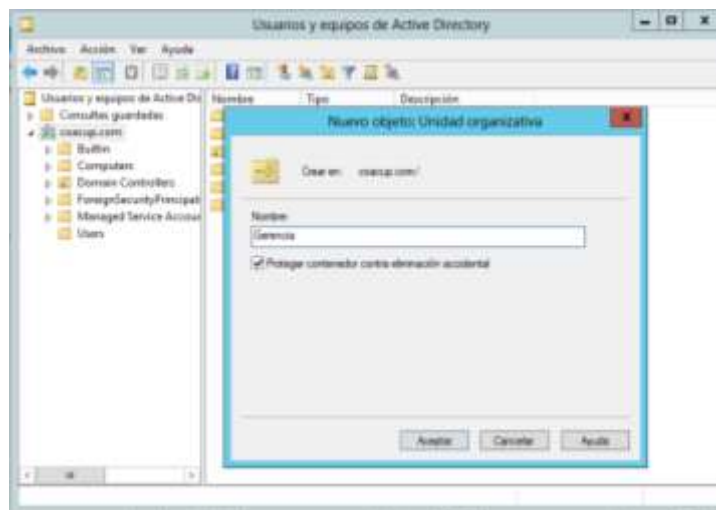 Usuarios y equipos de Active Directory
Archivo Acción Ver Ayuda
Usuarios y equipos de Active Di
Nombre Tipo Descripción
Consultas guardadas
Builtin
Computers
Domain Controllers
ForeignSecurityPrincipal
Managed Service Accou
Users
Nuevo objeto: Unidad organizativa
Crear en:
Nombre:
Gerencia
Proteger contenedor contra eliminación accidental
Aceptar Cancelar Ayuda